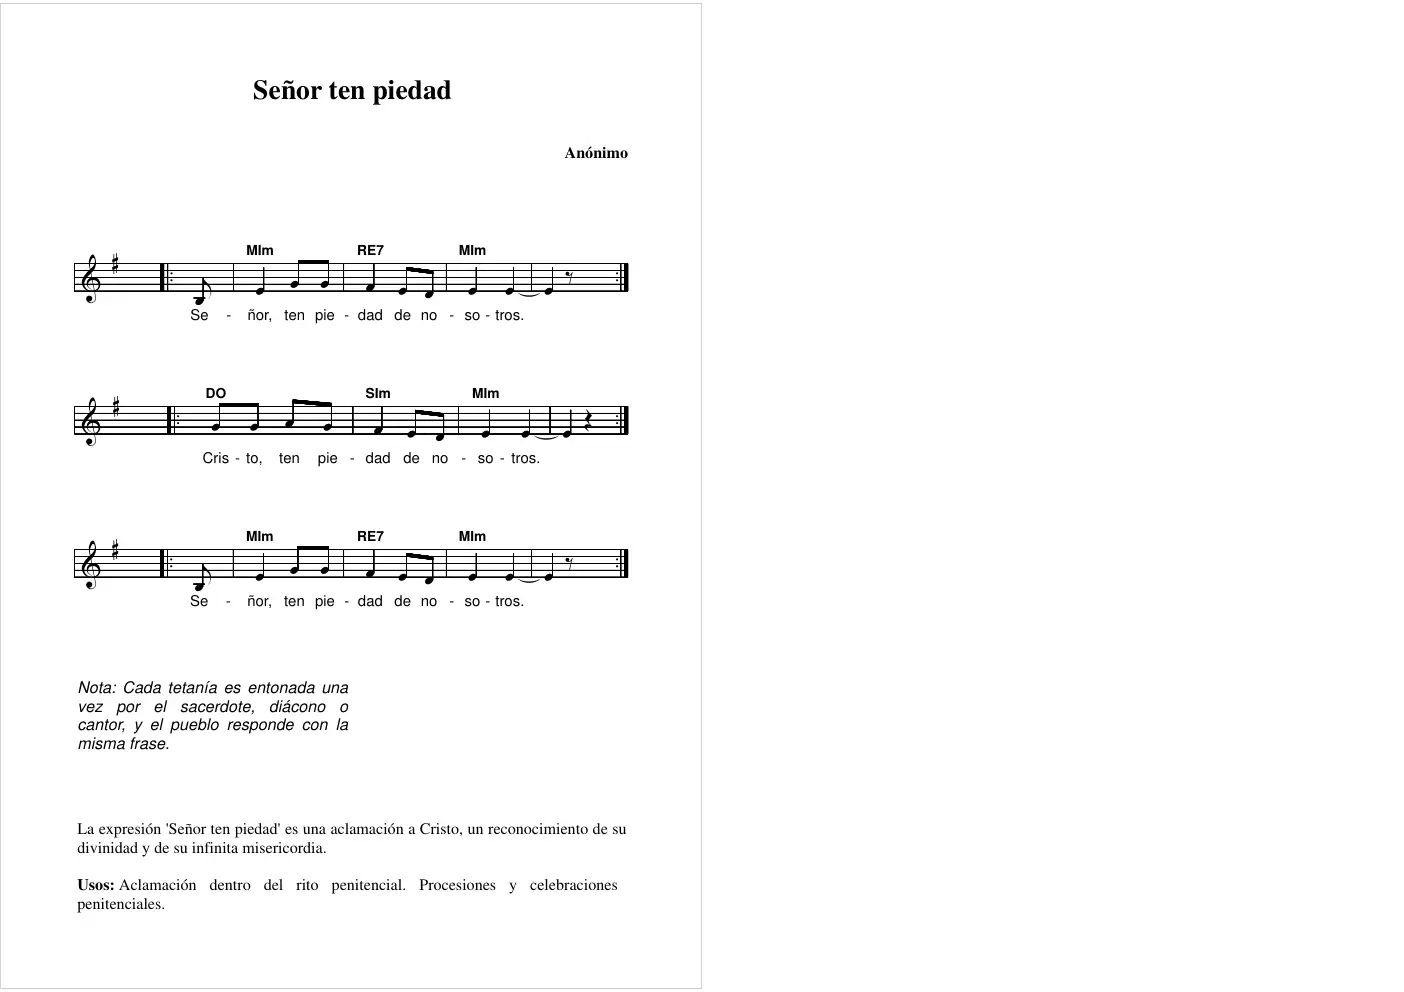 Señor ten piedad
Anónimo
MIm RE7 MIm
Se - ñor, ten pie - dad de no - so - tros.
DO SIm MIm
Cris - to, ten pie - dad de no - so - tros.
MIm RE7 MIm
Se - ñor, ten pie - dad de no - so - tros.
Nota: Cada tetanía es entonada una
vez por el sacerdote, diácono o
cantor, y el pueblo responde con la
misma frase.
La expresión 'Señor ten piedad' es una aclamación a Cristo, un reconocimiento de su
divinidad y de su infinita misericordia.
Usos: Aclamación dentro del rito penitencial. Procesiones y celebraciones
penitenciales.